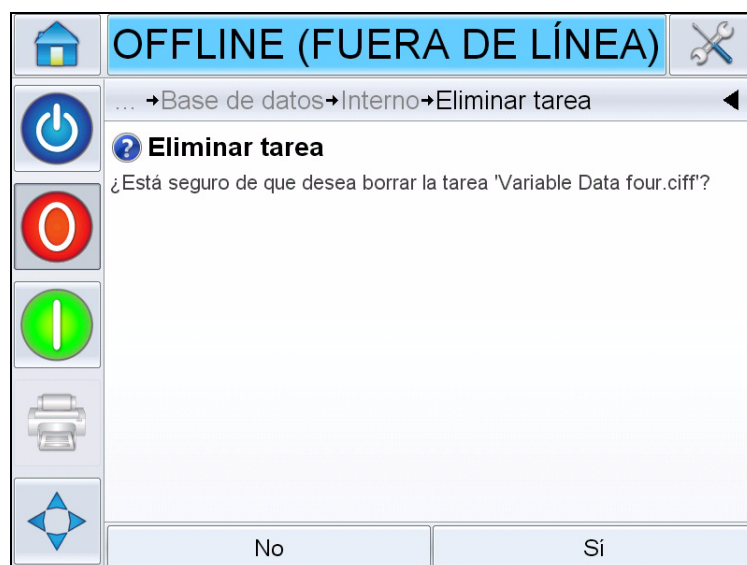 OFFLINE (FUERA DE LÍNEA)
... →Base de datos→Interno→Eliminar tarea
Eliminar tarea
¿Está seguro de que desea borrar la tarea 'Variable Data four.ciff'?
No
Sí